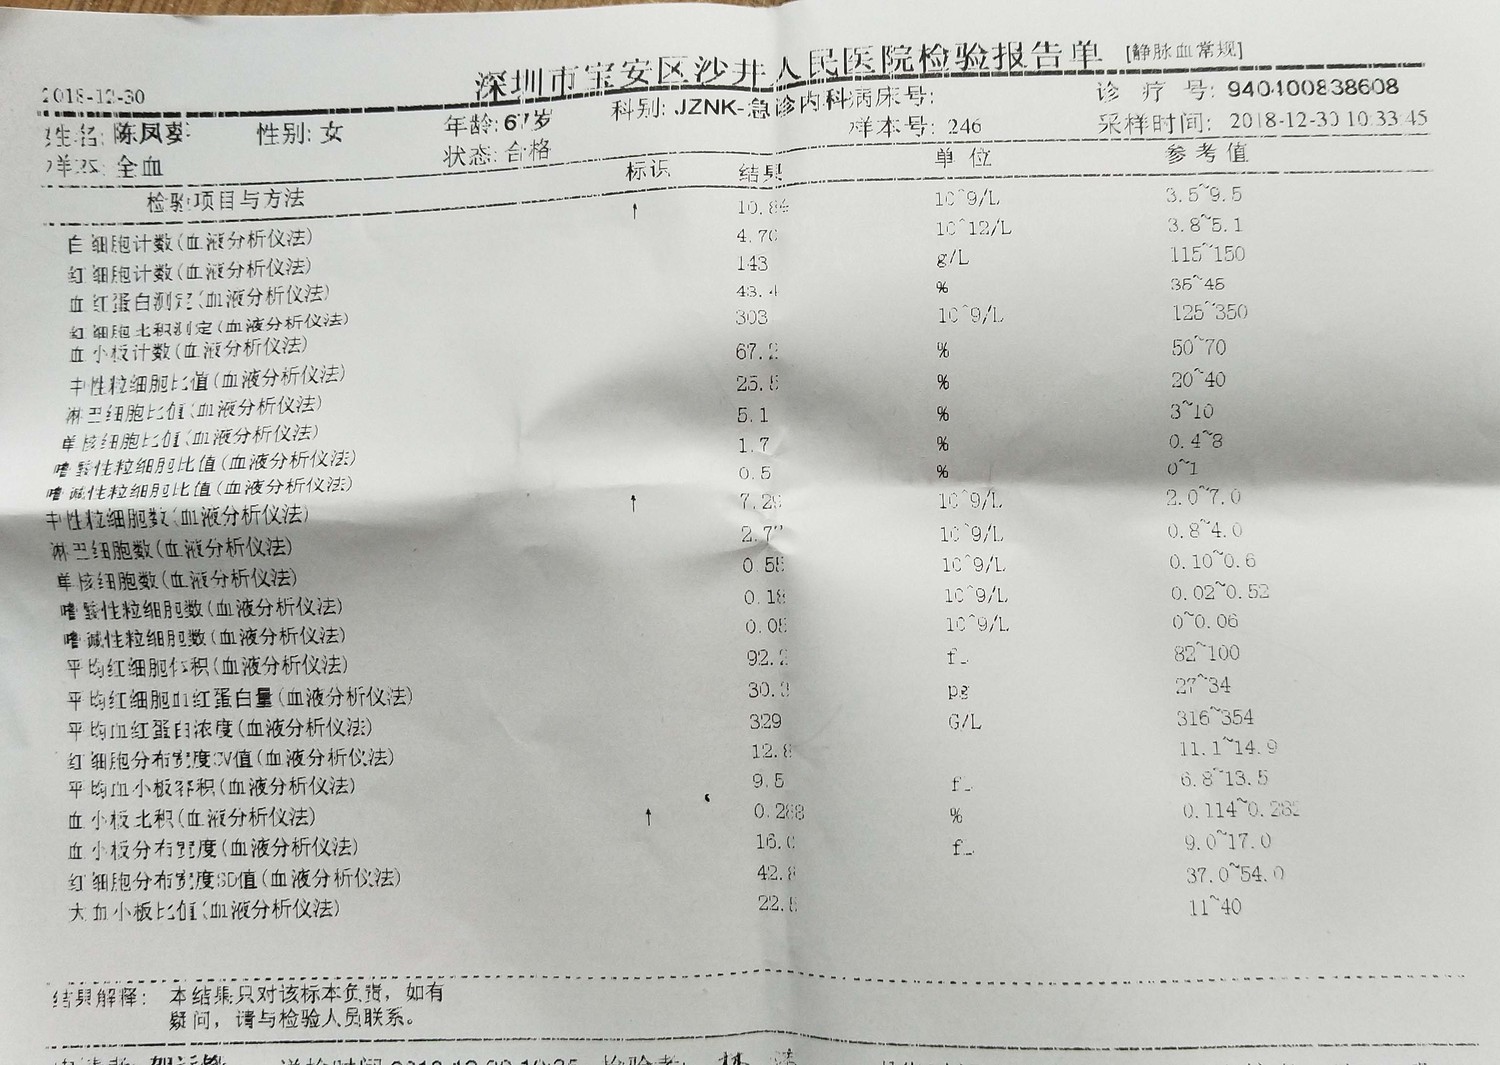 深圳市宝安区沙井人民医院检验报告单 [静脉血常规]
2018-12-30 科别: JZNK-急诊内科 病床号: 诊疗号: 940400838608
姓名: 陈凤 性别: 女 年龄: 67岁 样本号: 246 采样时间: 2018-12-30 10:33:45
样本: 全血 状态: 合格
检验项目与方法 标识 结果 单位 参考值
白细胞计数(血液分析仪法) ↑ 10.84 10^9/L 3.5~9.5
红细胞计数(血液分析仪法) 4.70 10^12/L 3.8~5.1
血红蛋白测定(血液分析仪法) 143 g/L 115~150
红细胞比积测定(血液分析仪法) 43.4 % 35~45
血小板计数(血液分析仪法) 303 10^9/L 125~350
中性粒细胞比值(血液分析仪法) 67.2 % 50~70
淋巴细胞比值(血液分析仪法) 25.5 % 20~40
单核细胞比值(血液分析仪法) 5.1 % 3~10
嗜酸性粒细胞比值(血液分析仪法) 1.7 % 0.4~8
嗜碱性粒细胞比值(血液分析仪法) 0.5 % 0~1
中性粒细胞数(血液分析仪法) ↑ 7.29 10^9/L 2.0~7.0
淋巴细胞数(血液分析仪法) 2.77 10^9/L 0.8~4.0
单核细胞数(血液分析仪法) 0.55 10^9/L 0.10~0.6
嗜酸性粒细胞数(血液分析仪法) 0.18 10^9/L 0.02~0.52
嗜碱性粒细胞数(血液分析仪法) 0.05 10^9/L 0~0.06
平均红细胞体积(血液分析仪法) 92.2 fL 82~100
平均红细胞血红蛋白量(血液分析仪法) 30.3 pg 27~34
平均血红蛋白浓度(血液分析仪法) 329 G/L 316~354
红细胞分布宽度CV值(血液分析仪法) 12.8 11.1~14.9
平均血小板容积(血液分析仪法) 9.5 fL 6.8~13.5
血小板比积(血液分析仪法) ↑ 0.288 % 0.114~0.282
血小板分布宽度(血液分析仪法) 16.0 fL 9.0~17.0
红细胞分布宽度SD值(血液分析仪法) 42.8 37.0~54.0
大血小板比值(血液分析仪法) 22.5 11~40
结果解释: 本结果只对该标本负责，如有
疑问，请与检验人员联系。